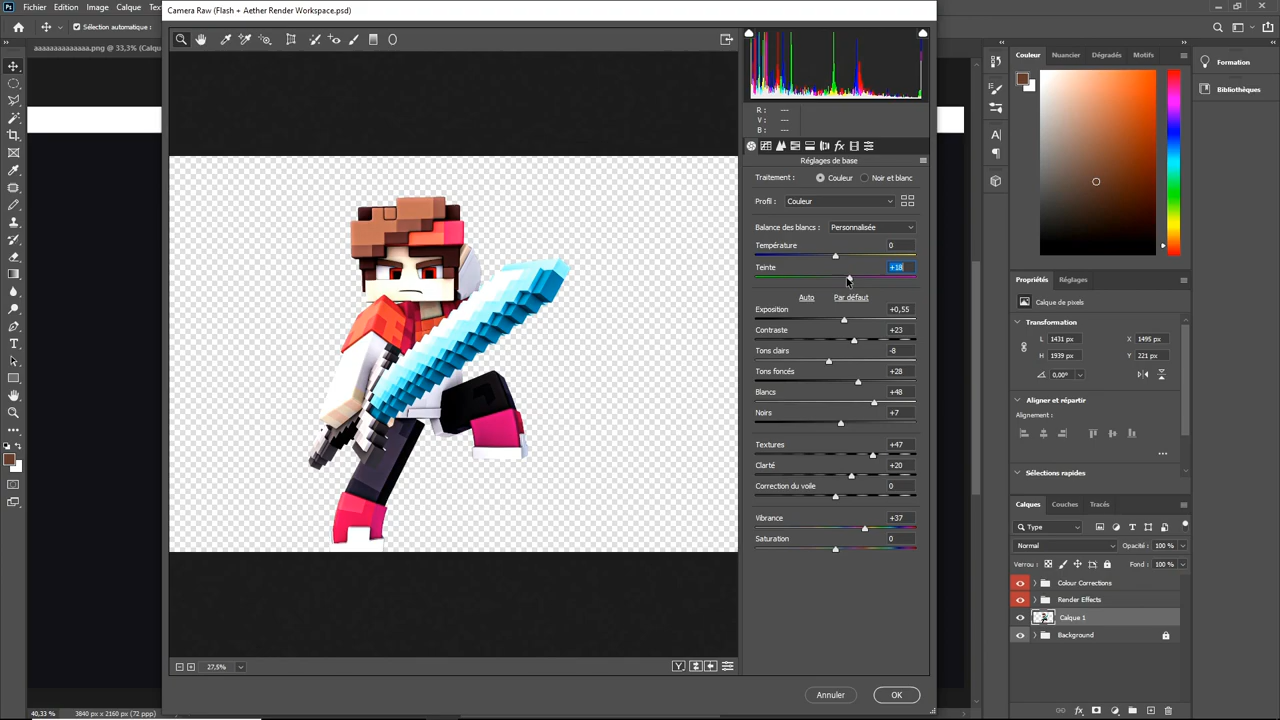 Camera Raw (Flash + Aether Render Workspace.psd)
Fichier Edition Image Calque
Sélection automatique :
aaaaaaaaaaaaaa.png @ 33,3% (Calqu
R : ---
V : ---
B : ---
Réglages de base
Traitement : Couleur Noir et blanc
Profil : Couleur
Balance des blancs : Personnalisée
Température 0
Teinte +18
Auto Par défaut
Exposition +0,55
Contraste +23
Tons clairs -8
Tons foncés +28
Blancs +48
Noirs +7
Textures +47
Clarté +20
Correction du voile 0
Vibrance +37
Saturation 0
27,5%
Annuler OK
40,33 % 3840 px x 2160 px (72 ppp)
Couleur Nuancier Dégradés Motifs
Formation
Bibliothèques
Propriétés Réglages
Calque de pixels
Transformation
L 1431 px X 1495 px
H 1939 px Y 221 px
0,00°
Aligner et répartir
Alignement :
Sélections rapides
Calques Couches Tracés
Type
Normal Opacité : 100 %
Verrou : Fond : 100 %
Colour Corrections
Render Effects
Calque 1
Background